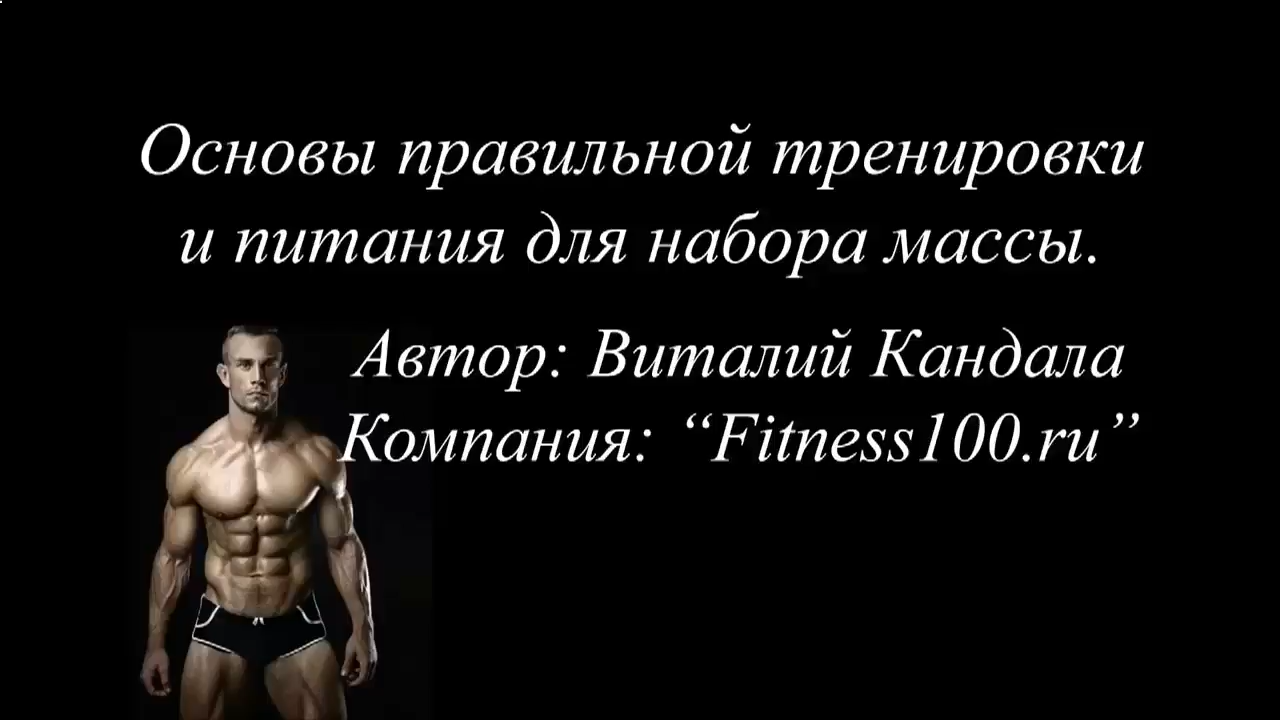 Основы правильной тренировки
и питания для набора массы.
Автор: Виталий Кандала
Компания: “Fitness100.ru”